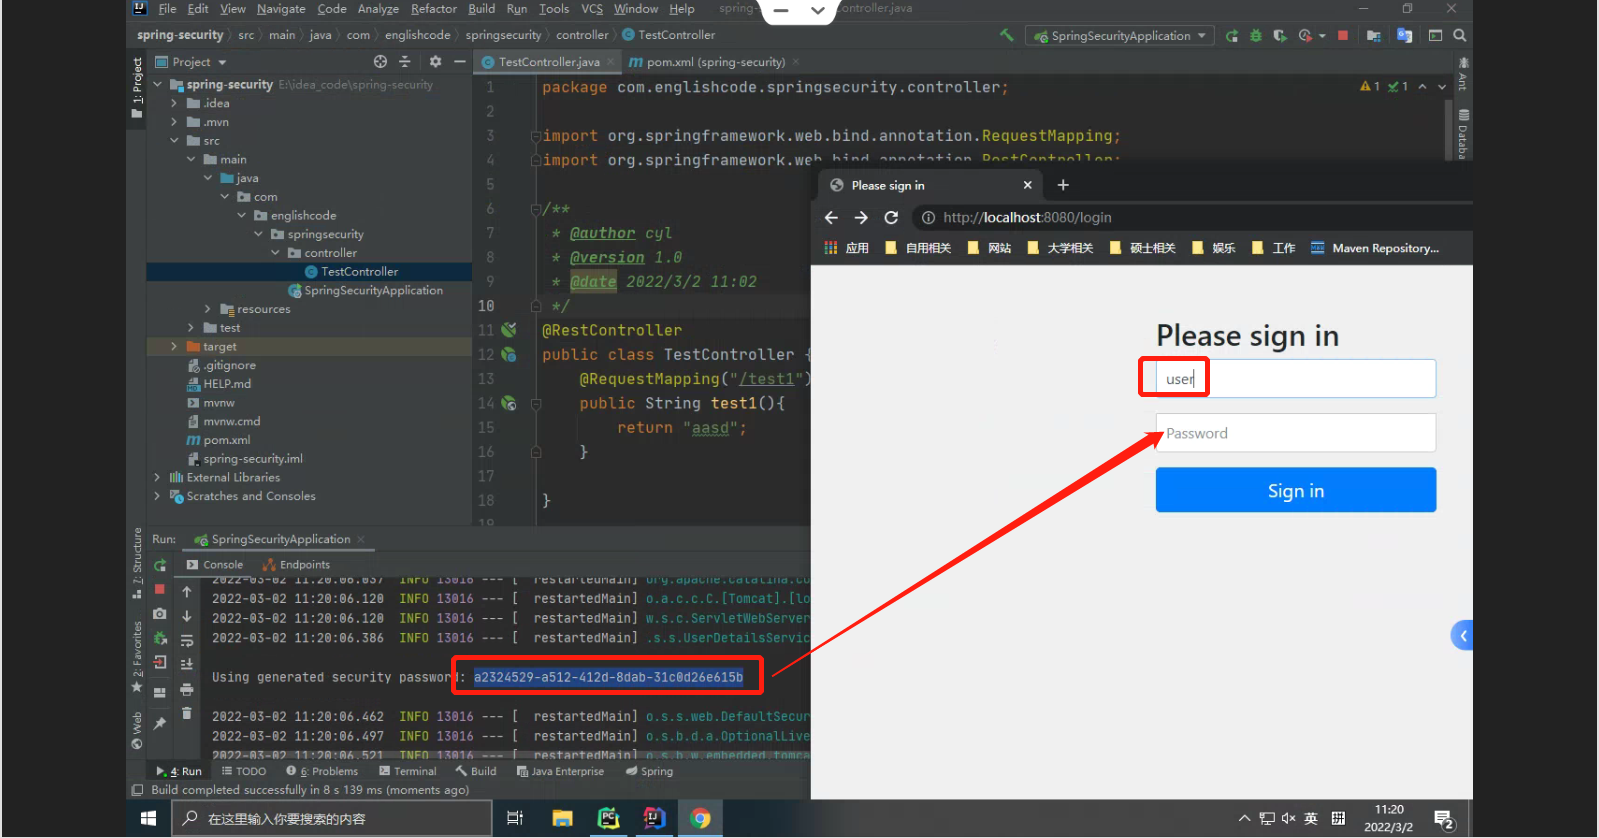 File Edit View Navigate Code Analyze Refactor Build Run Tools VCS Window Help spring- Controller.java
spring-security src main java com englishcode springsecurity controller TestController SpringSecurityApplication
1: Project
Project
TestController.java pom.xml (spring-security)
spring-security E:\idea_code\spring-security
.idea
.mvn
src
main
java
com
englishcode
springsecurity
controller
TestController
SpringSecurityApplication
resources
test
target
.gitignore
HELP.md
mvnw
mvnw.cmd
pom.xml
spring-security.iml
External Libraries
Scratches and Consoles
1 package com.englishcode.springsecurity.controller;
2
3 import org.springframework.web.bind.annotation.RequestMapping;
4 import org.springframework.web.bind.annotation.RestController;
5
6 /**
7 * @author cyl
8 * @version 1.0
9 * @date 2022/3/2 11:02
10 */
11 @RestController
12 public class TestController {
13 @RequestMapping("/test1")
14 public String test1(){
15 return "aasd";
16 }
17
18 }
19
1 1
Ant
Databa
Please sign in
http://localhost:8080/login
应用 自用相关 网站 大学相关 硕士相关 娱乐 工作 Maven Repository...
Please sign in
user
Password
Sign in
Run: SpringSecurityApplication
Console Endpoints
Z: Structure
2: Favorites
Web
2022-03-02 11:20:06.037 INFO 13016 --- [ restartedMain] org.apache.catalina.co
2022-03-02 11:20:06.120 INFO 13016 --- [ restartedMain] o.a.c.c.C.[Tomcat].[lo
2022-03-02 11:20:06.120 INFO 13016 --- [ restartedMain] w.s.c.ServletWebServer
2022-03-02 11:20:06.386 INFO 13016 --- [ restartedMain] .s.s.UserDetailsServic
Using generated security password: a2324529-a512-412d-8dab-31c0d26e615b
2022-03-02 11:20:06.462 INFO 13016 --- [ restartedMain] o.s.s.web.DefaultSecur
2022-03-02 11:20:06.497 INFO 13016 --- [ restartedMain] o.s.b.d.a.OptionalLive
2022-03-02 11:20:06.521 INFO 13016 --- [ restartedMain] o.s.b.w.embedded.tomca
4: Run TODO 6: Problems Terminal Build Java Enterprise Spring
Build completed successfully in 8 s 139 ms (moments ago)
在这里输入你要搜索的内容
英 拼
11:20
2022/3/2
2